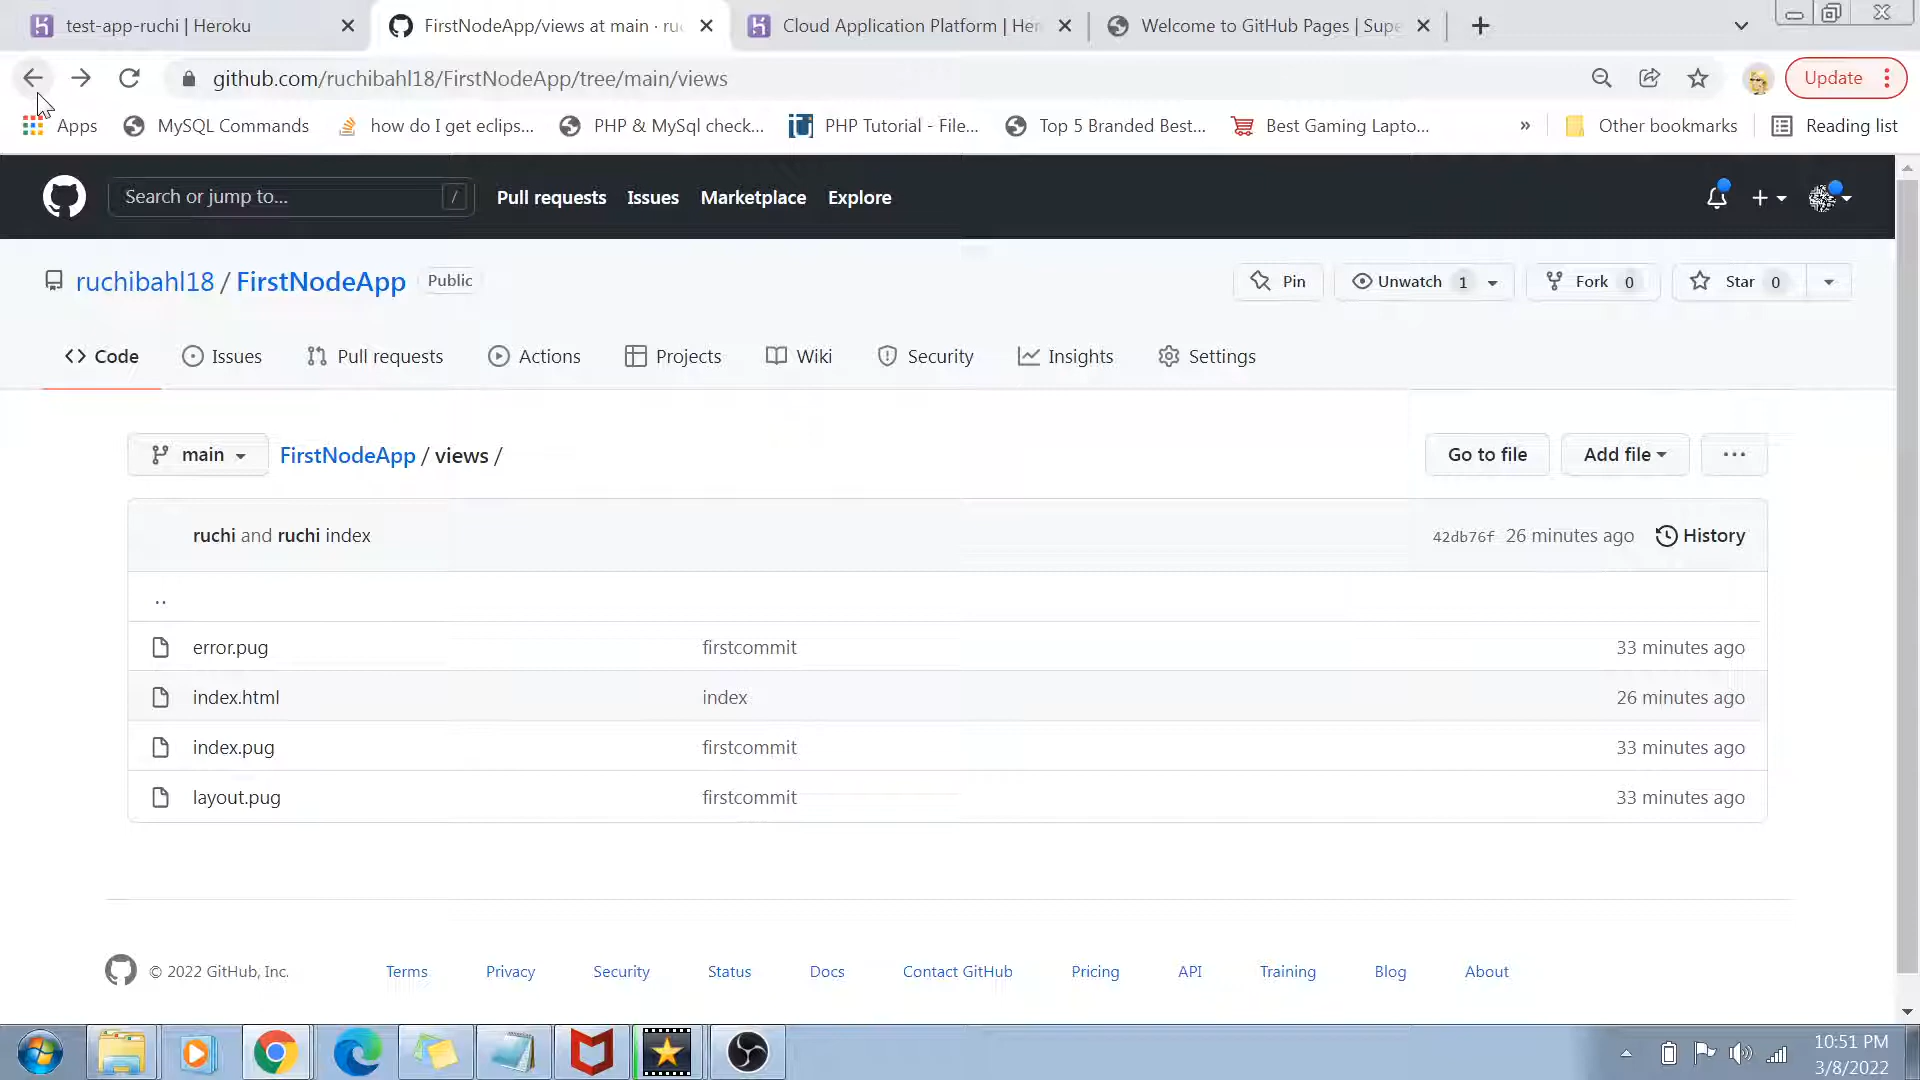 test-app-ruchi | Heroku
FirstNodeApp/views at main · ruc
Cloud Application Platform | Her
Welcome to GitHub Pages | Supe
github.com/ruchibahl18/FirstNodeApp/tree/main/views
Update
Apps
MySQL Commands
how do I get eclips...
PHP & MySql check...
PHP Tutorial - File...
Top 5 Branded Best...
Best Gaming Lapto...
»
Other bookmarks
Reading list
Search or jump to...
/
Pull requests
Issues
Marketplace
Explore
ruchibahl18 / FirstNodeApp
Public
Pin
Unwatch 1
Fork 0
Star 0
Code
Issues
Pull requests
Actions
Projects
Wiki
Security
Insights
Settings
main
FirstNodeApp / views /
Go to file
Add file
...
ruchi and ruchi index
42db76f 26 minutes ago
History
..
error.pug firstcommit 33 minutes ago
index.html index 26 minutes ago
index.pug firstcommit 33 minutes ago
layout.pug firstcommit 33 minutes ago
© 2022 GitHub, Inc.
Terms
Privacy
Security
Status
Docs
Contact GitHub
Pricing
API
Training
Blog
About
10:51 PM
3/8/2022